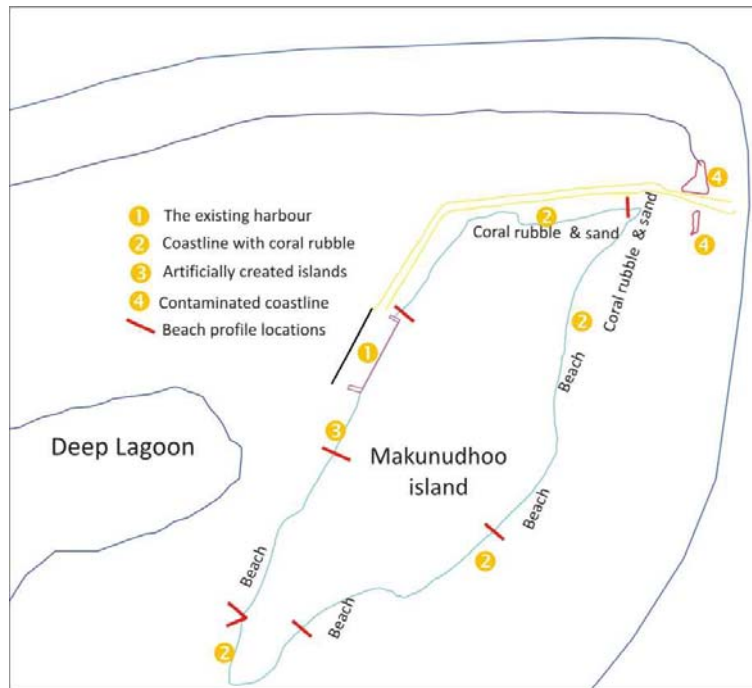 4
1 The existing harbour
2 Coastline with coral rubble
3 Artificially created islands
4 Contaminated coastline
Beach profile locations
2
Coral rubble & sand
4
Coral rubble & sand
2
1
Beach
3
Deep Lagoon
Makunudhoo
island
Beach
2
Beach
Beach
2